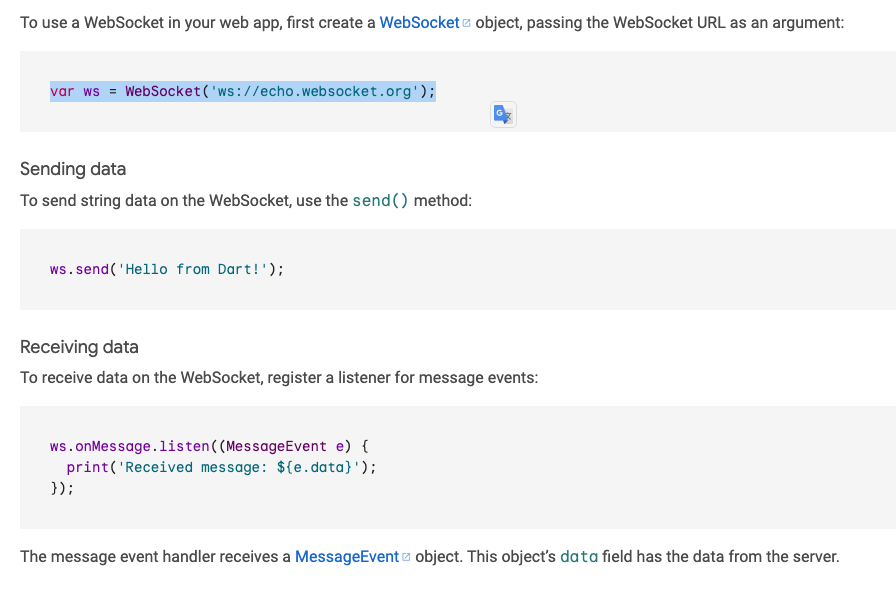 To use a WebSocket in your web app, first create a WebSocket object, passing the WebSocket URL as an argument:
var ws = WebSocket('ws://echo.websocket.org');
Sending data
To send string data on the WebSocket, use the send() method:
ws.send('Hello from Dart!');
Receiving data
To receive data on the WebSocket, register a listener for message events:
ws.onMessage.listen((MessageEvent e) {
  print('Received message: ${e.data}');
});
The message event handler receives a MessageEvent object. This object’s data field has the data from the server.